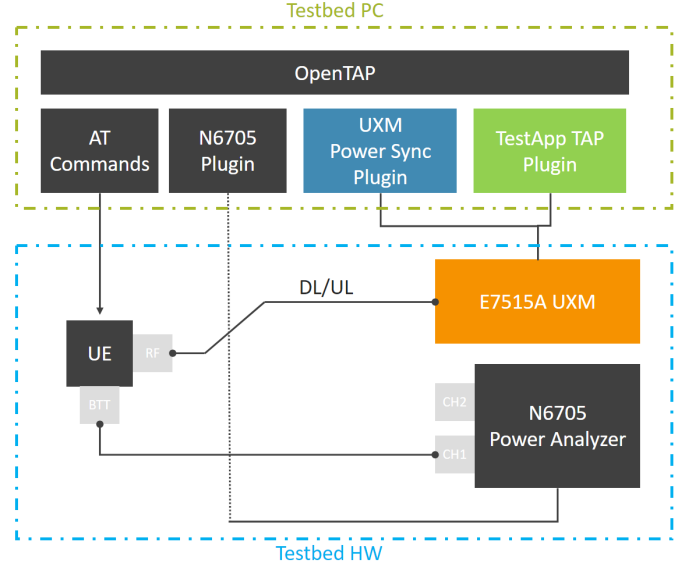 Testbed PC
OpenTAP
AT
Commands
N6705
Plugin
UXM
Power Sync
Plugin
TestApp TAP
Plugin
DL/UL
E7515A UXM
UE
RF
BTT
CH2
CH1
N6705
Power Analyzer
Testbed HW